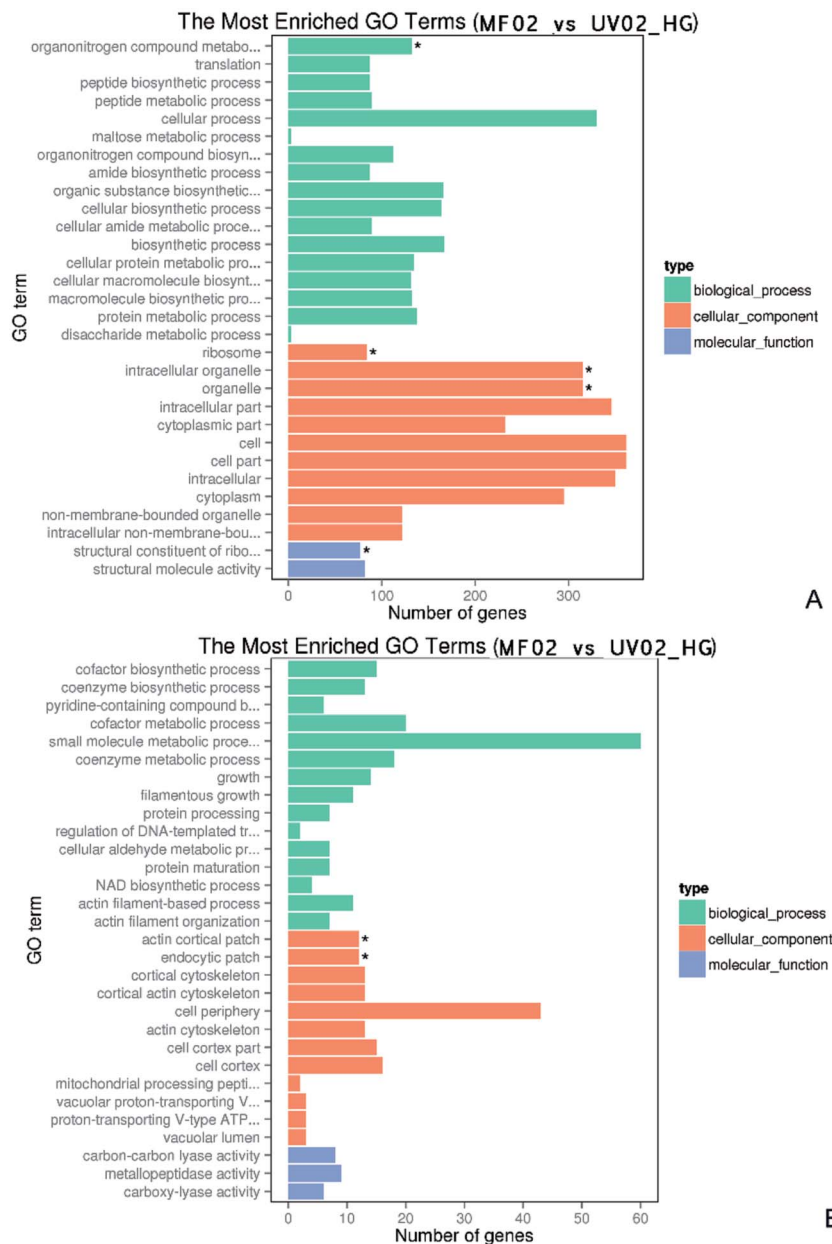 The Most Enriched GO Terms (MF02 vs UV02_HG)
organonitrogen compound metabo... *
translation
peptide biosynthetic process
peptide metabolic process
cellular process
maltose metabolic process
organonitrogen compound biosyn...
amide biosynthetic process
organic substance biosynthetic...
cellular biosynthetic process
cellular amide metabolic proce...
biosynthetic process
cellular protein metabolic pro...
cellular macromolecule biosynt...
macromolecule biosynthetic pro...
protein metabolic process
disaccharide metabolic process
ribosome *
intracellular organelle *
organelle *
intracellular part
cytoplasmic part
cell
cell part
intracellular
cytoplasm
non-membrane-bounded organelle
intracellular non-membrane-bou...
structural constituent of ribo... *
structural molecule activity
GO term
type
biological_process
cellular_component
molecular_function
0 100 200 300
Number of genes
A
The Most Enriched GO Terms (MF02 vs UV02_HG)
cofactor biosynthetic process
coenzyme biosynthetic process
pyridine-containing compound b...
cofactor metabolic process
small molecule metabolic proce...
coenzyme metabolic process
growth
filamentous growth
protein processing
regulation of DNA-templated tr...
cellular aldehyde metabolic pr...
protein maturation
NAD biosynthetic process
actin filament-based process
actin filament organization
actin cortical patch *
endocytic patch *
cortical cytoskeleton
cortical actin cytoskeleton
cell periphery
actin cytoskeleton
cell cortex part
cell cortex
mitochondrial processing pepti...
vacuolar proton-transporting V...
proton-transporting V-type ATP...
vacuolar lumen
carbon-carbon lyase activity
metallopeptidase activity
carboxy-lyase activity
GO term
type
biological_process
cellular_component
molecular_function
0 10 20 30 40 50 60
Number of genes